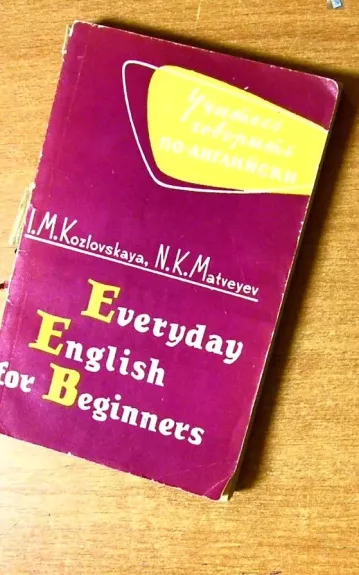 Учитесь
говорить
ПО-АНГЛИЙСКИ
I.M.Kozlovskaya, N.K.Matveyev
Everyday
English
for Beginners